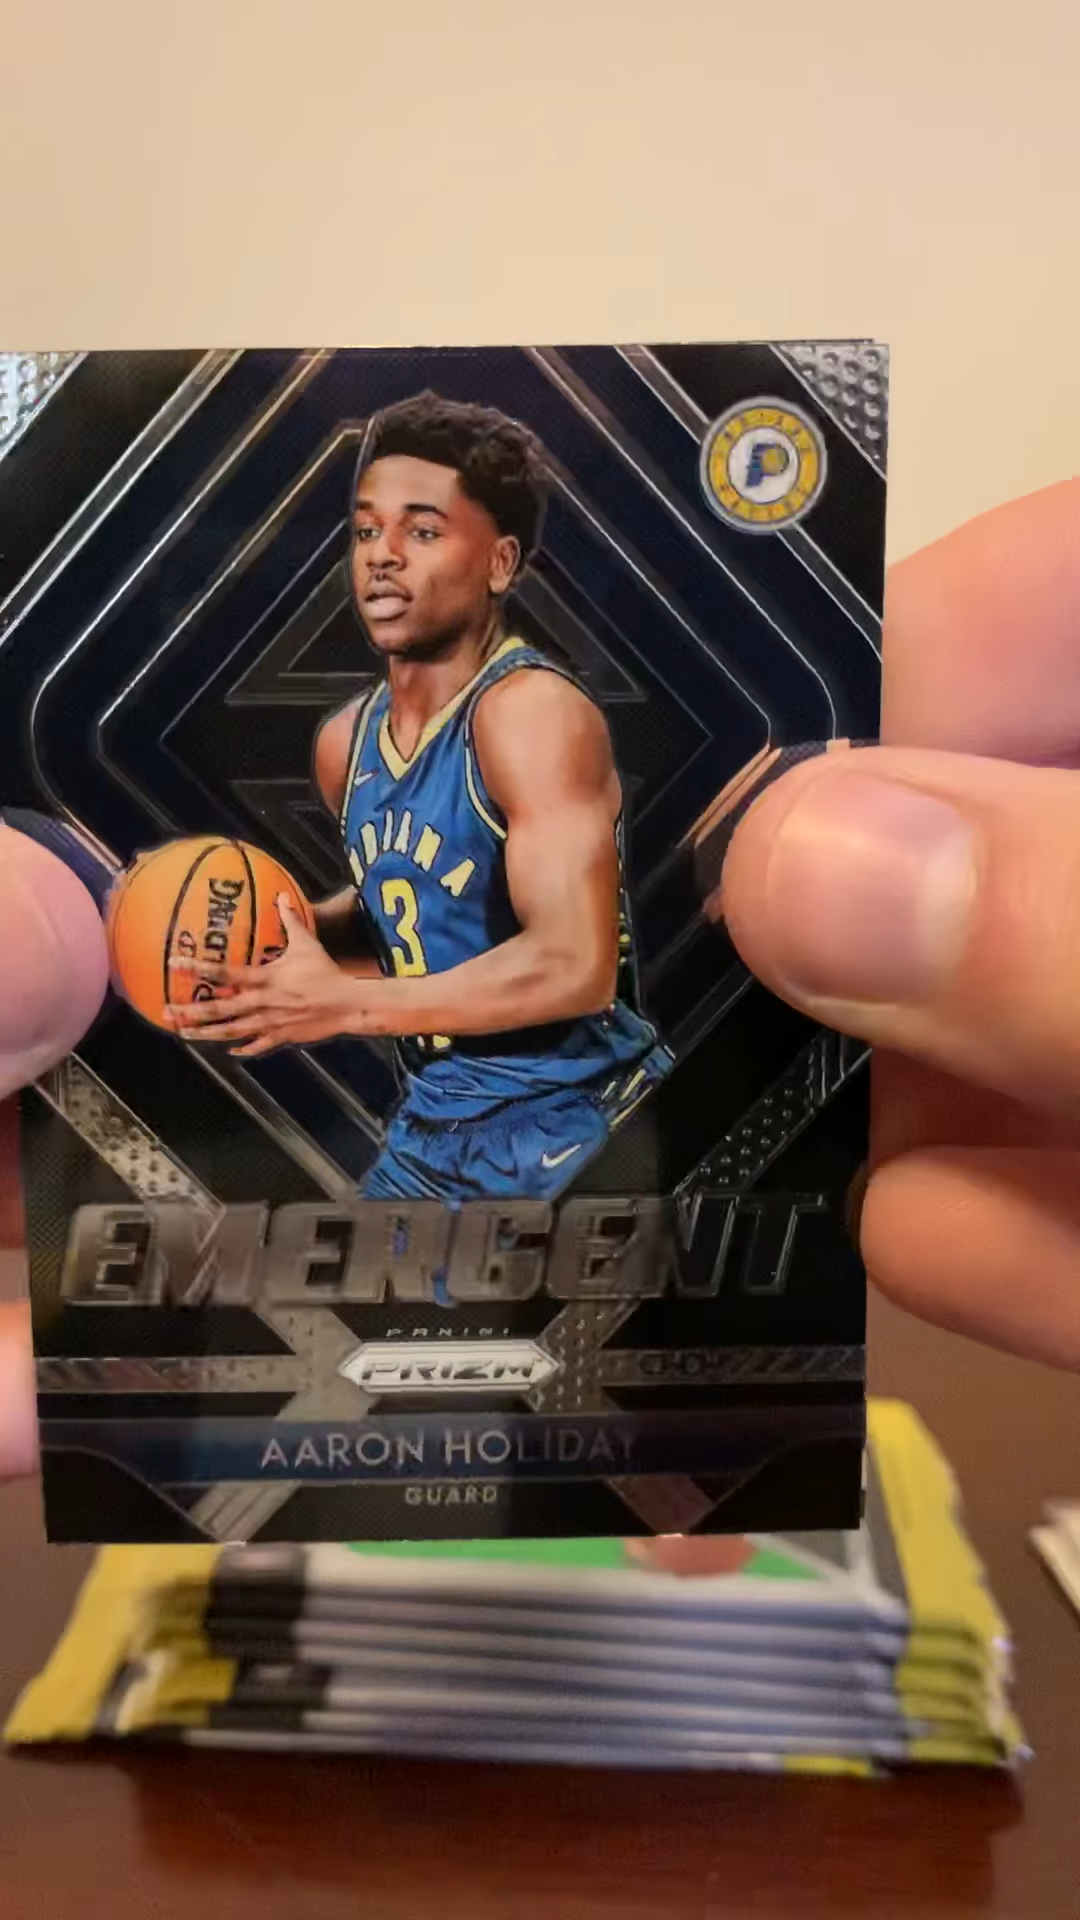 SPALDING
INDIANA
3
EMERGENT
PANINI
PRIZM
AARON HOLIDAY
GUARD